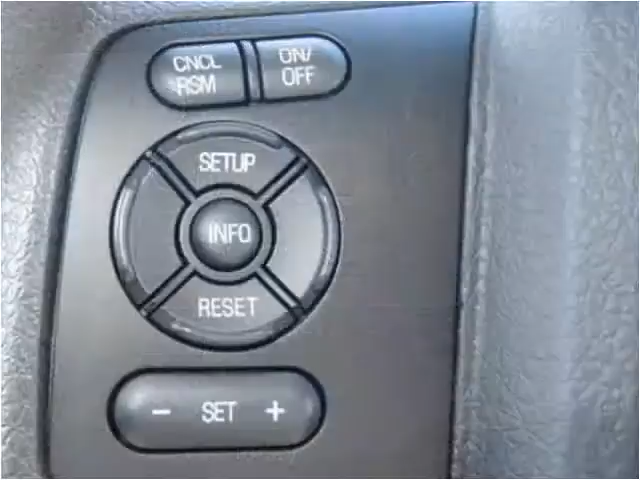 CNCL
RSM
ON/
OFF
SETUP
INFO
RESET
- SET +